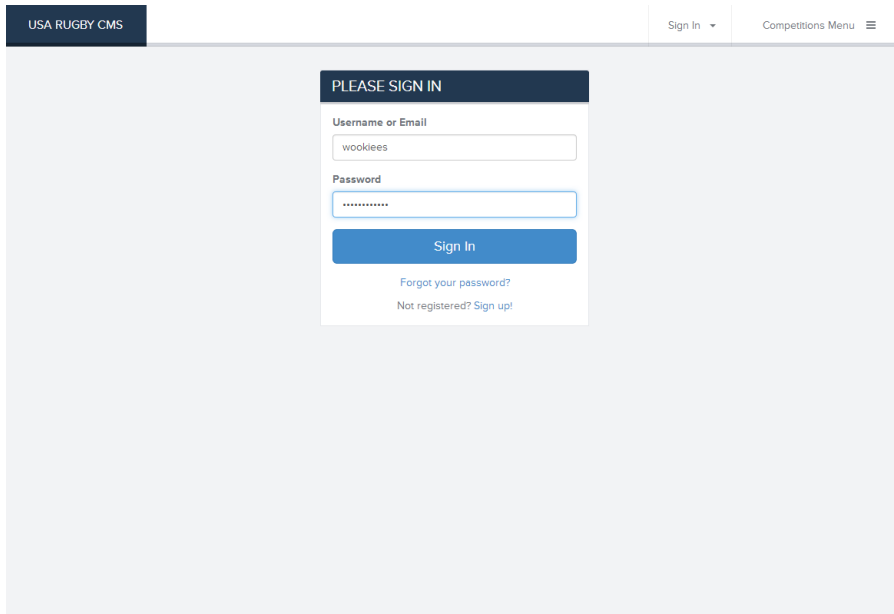 USA RUGBY CMS
Sign In
Competitions Menu
PLEASE SIGN IN
Username or Email
wookiees
Password
••••••••••••
Sign In
Forgot your password?
Not registered? Sign up!